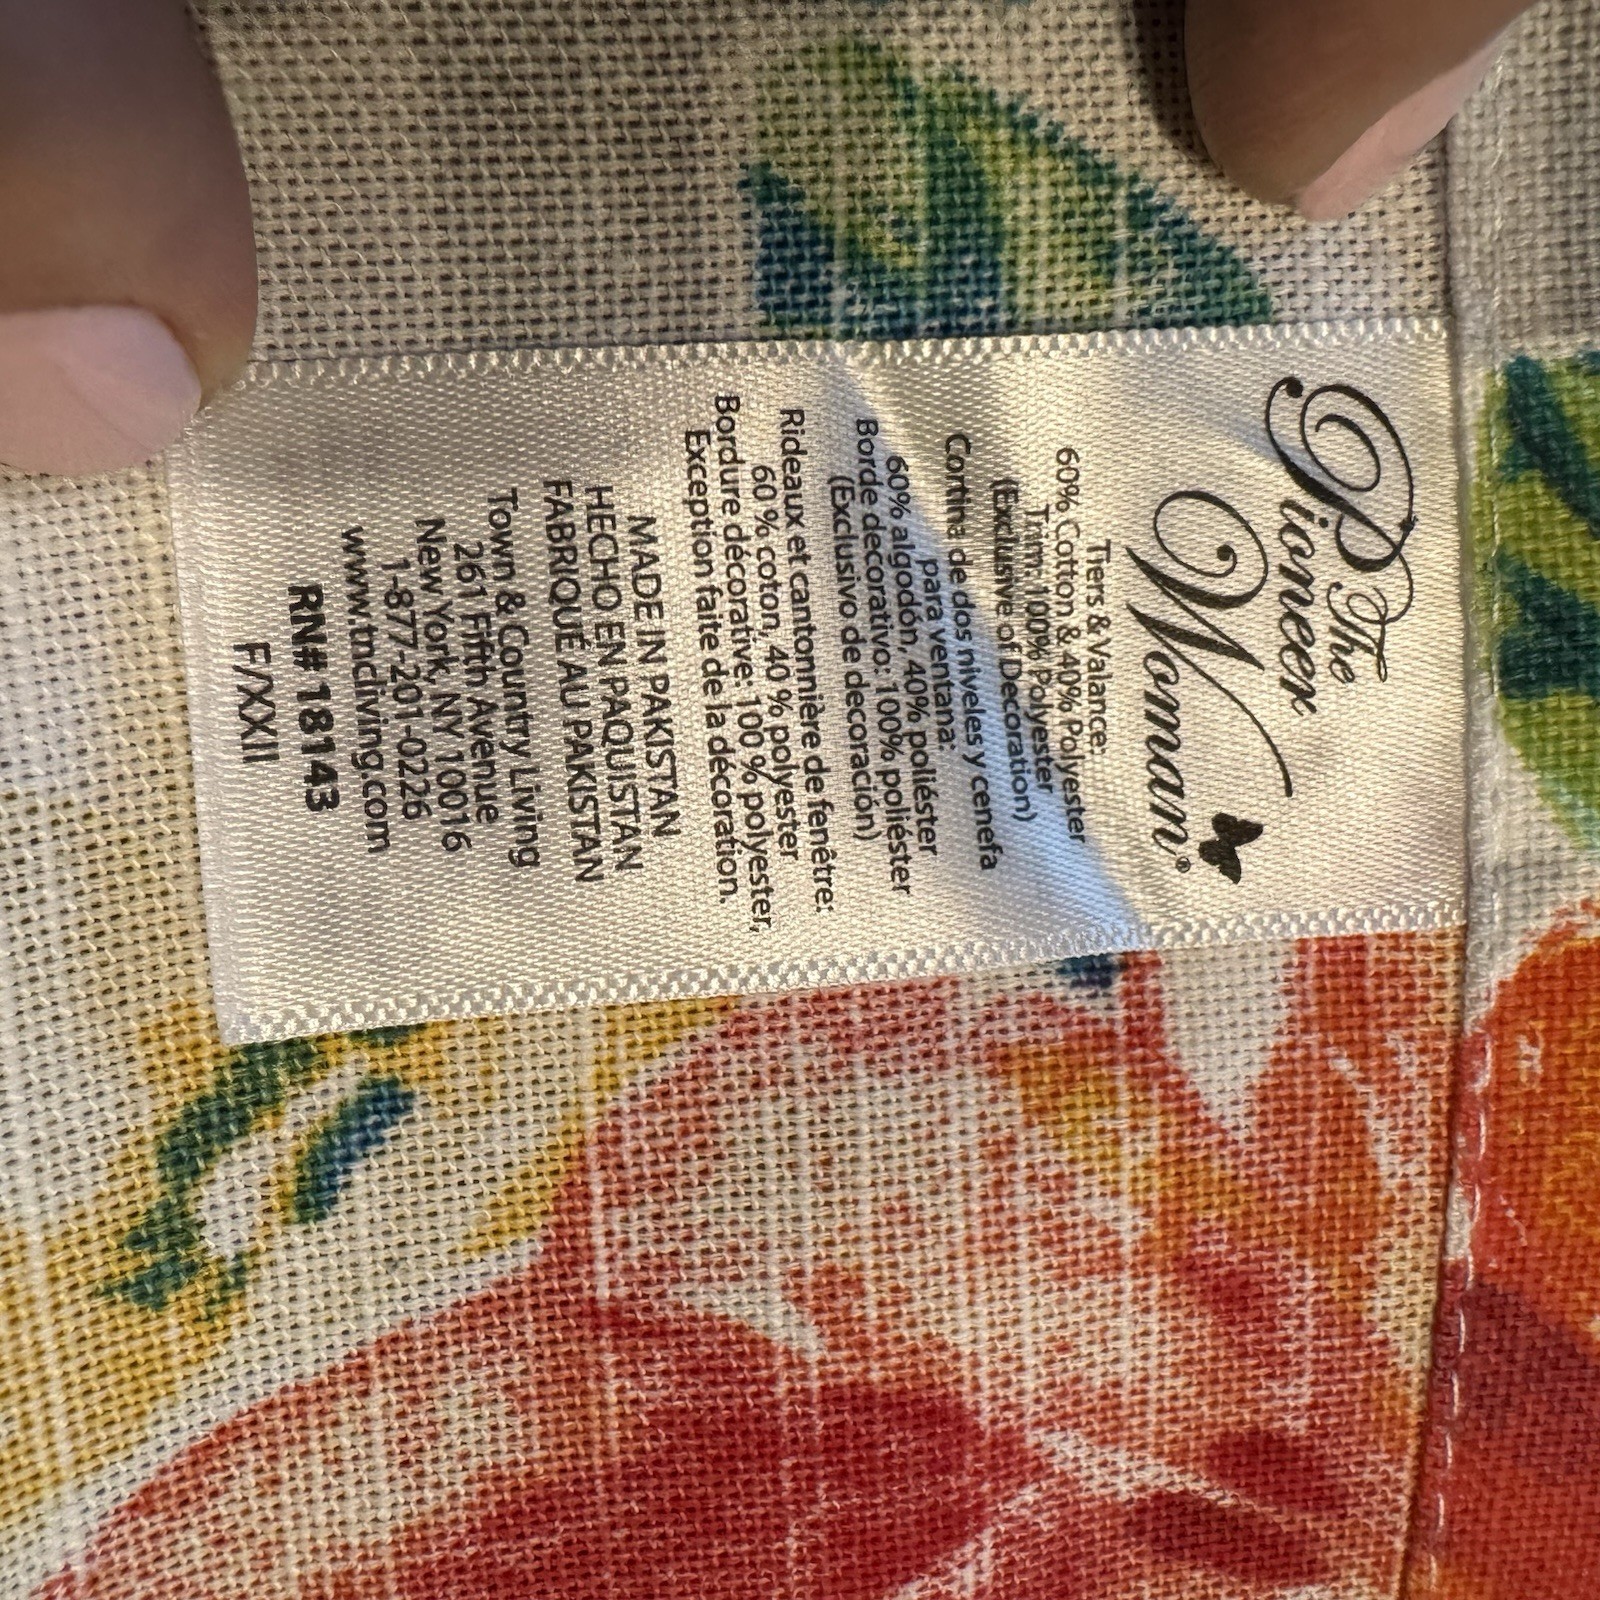 The
Pioneer
Woman®
Tiers & Valance:
60% Cotton & 40% Polyester
Trim: 100% Polyester
(Exclusive of Decoration)
Cortina de dos niveles y cenefa
para ventana:
60% algodón, 40% poliéster
Borde decorativo: 100% poliéster
(Exclusivo de decoración)
Rideaux et cantonnière de fenêtre:
60 % coton, 40 % polyester
Bordure décorative: 100 % polyester,
Exception faite de la décoration.
MADE IN PAKISTAN
HECHO EN PAQUISTAN
FABRIQUÉ AU PAKISTAN
Town & Country Living
261 Fifth Avenue
New York, NY 10016
1-877-201-0226
www.tncliving.com
RN# 18143
F/XXII